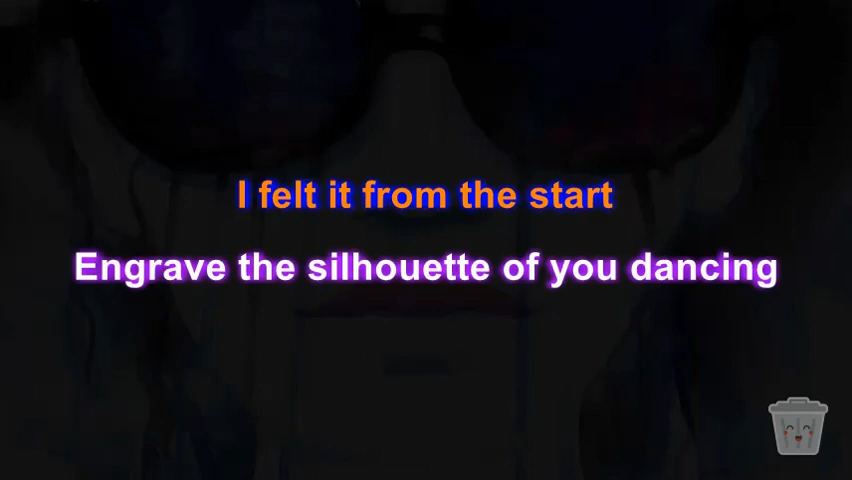 I felt it from the start
Engrave the silhouette of you dancing